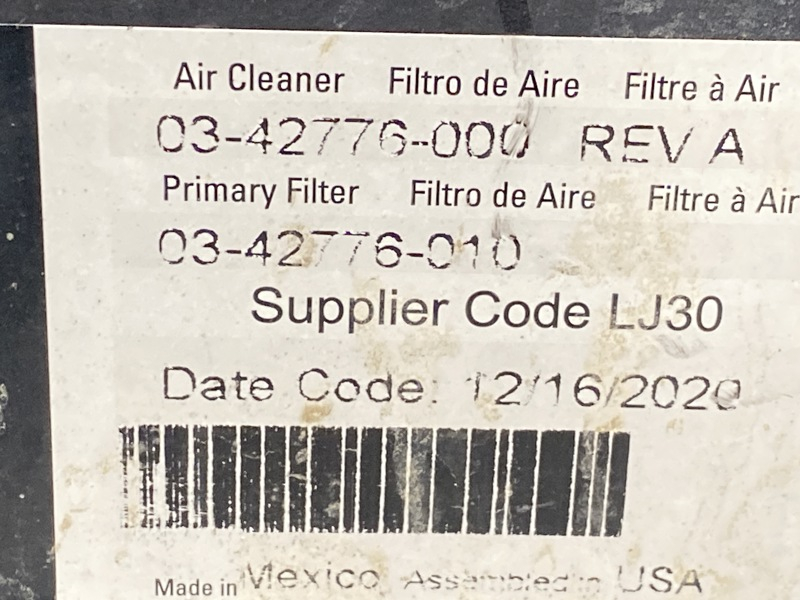 Air Cleaner Filtro de Aire Filtre à Air
03-42776-000 REV A
Primary Filter Filtro de Aire Filtre à Air
03-42776-010
Supplier Code LJ30
Date Code: 12/16/2020
Made in Mexico Assembled in USA